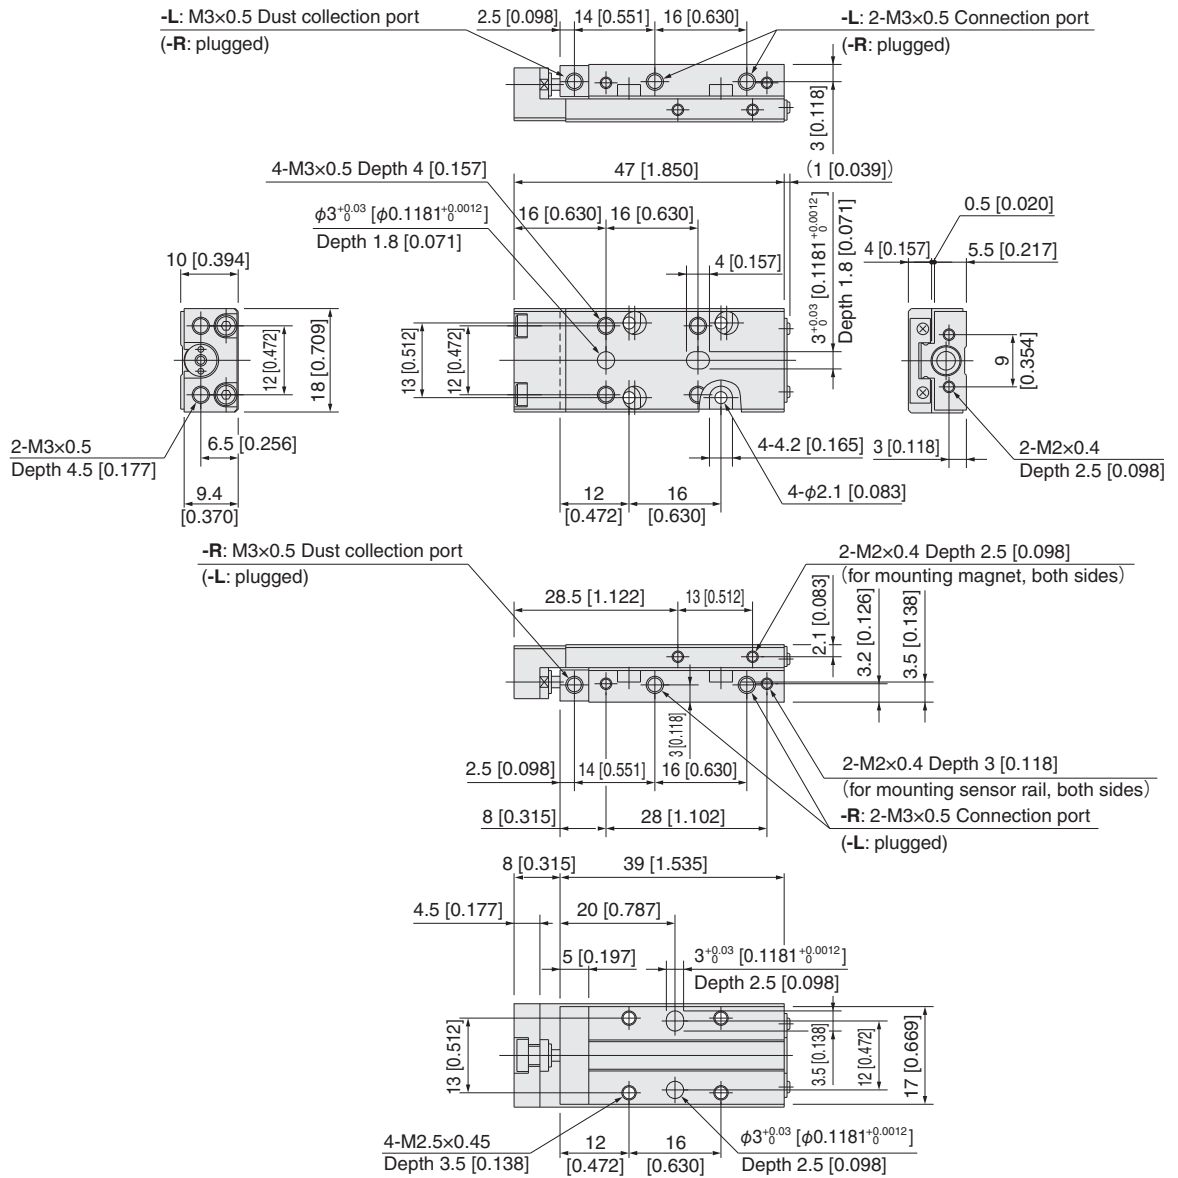 -L: M3×0.5 Dust collection port
(-R: plugged)
2.5 [0.098]
14 [0.551]
16 [0.630]
-L: 2-M3×0.5 Connection port
(-R: plugged)
3 [0.118]
4-M3×0.5 Depth 4 [0.157]
47 [1.850]
(1 [0.039])
φ3 +0.03 0 [φ0.1181 +0.0012 0]
Depth 1.8 [0.071]
16 [0.630]
16 [0.630]
4 [0.157]
3 +0.03 0 [0.1181 +0.0012 0]
Depth 1.8 [0.071]
0.5 [0.020]
4 [0.157]
5.5 [0.217]
10 [0.394]
12 [0.472]
18 [0.709]
13 [0.512]
12 [0.472]
9
[0.354]
2-M3×0.5
Depth 4.5 [0.177]
6.5 [0.256]
9.4
[0.370]
4-4.2 [0.165]
4-φ2.1 [0.083]
12
[0.472]
16
[0.630]
3 [0.118]
2-M2×0.4
Depth 2.5 [0.098]
-R: M3×0.5 Dust collection port
(-L: plugged)
2-M2×0.4 Depth 2.5 [0.098]
(for mounting magnet, both sides)
28.5 [1.122]
13 [0.512]
2.1 [0.083]
3.2 [0.126]
3.5 [0.138]
3 [0.118]
2.5 [0.098]
14 [0.551]
16 [0.630]
2-M2×0.4 Depth 3 [0.118]
(for mounting sensor rail, both sides)
8 [0.315]
28 [1.102]
-R: 2-M3×0.5 Connection port
(-L: plugged)
8 [0.315]
39 [1.535]
4.5 [0.177]
20 [0.787]
5 [0.197]
3 +0.03 0 [0.1181 +0.0012 0]
Depth 2.5 [0.098]
13 [0.512]
3.5 [0.138]
12 [0.472]
17 [0.669]
4-M2.5×0.45
Depth 3.5 [0.138]
12
[0.472]
16
[0.630]
φ3 +0.03 0 [φ0.1181 +0.0012 0]
Depth 2.5 [0.098]